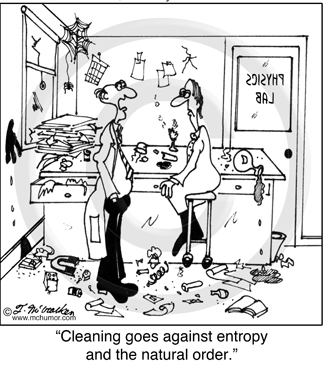 PHYSICS
LAB
© T. McCracken
www.mchumor.com
“Cleaning goes against entropy
and the natural order.”